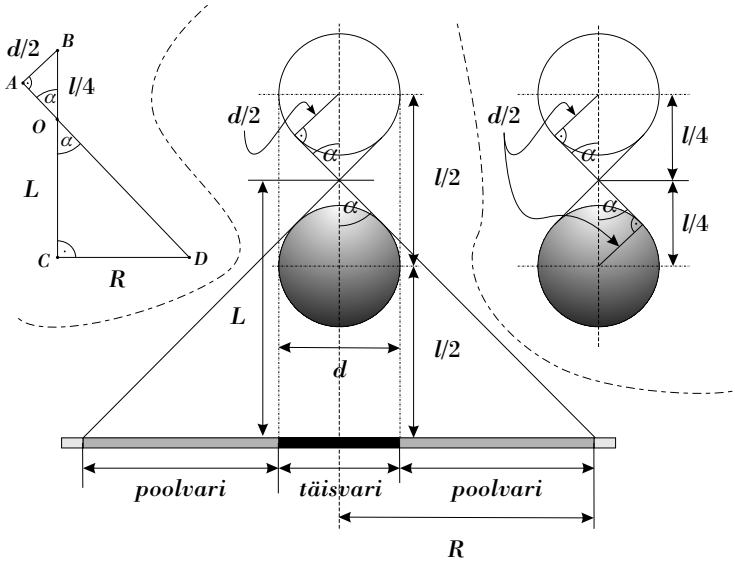 B
d/2
A
α
l/4
O
α
L
C
D
R
d/2
α
l/2
α
L
l/2
d
poolvari
täisvari
poolvari
R
d/2
α
l/4
α
l/4